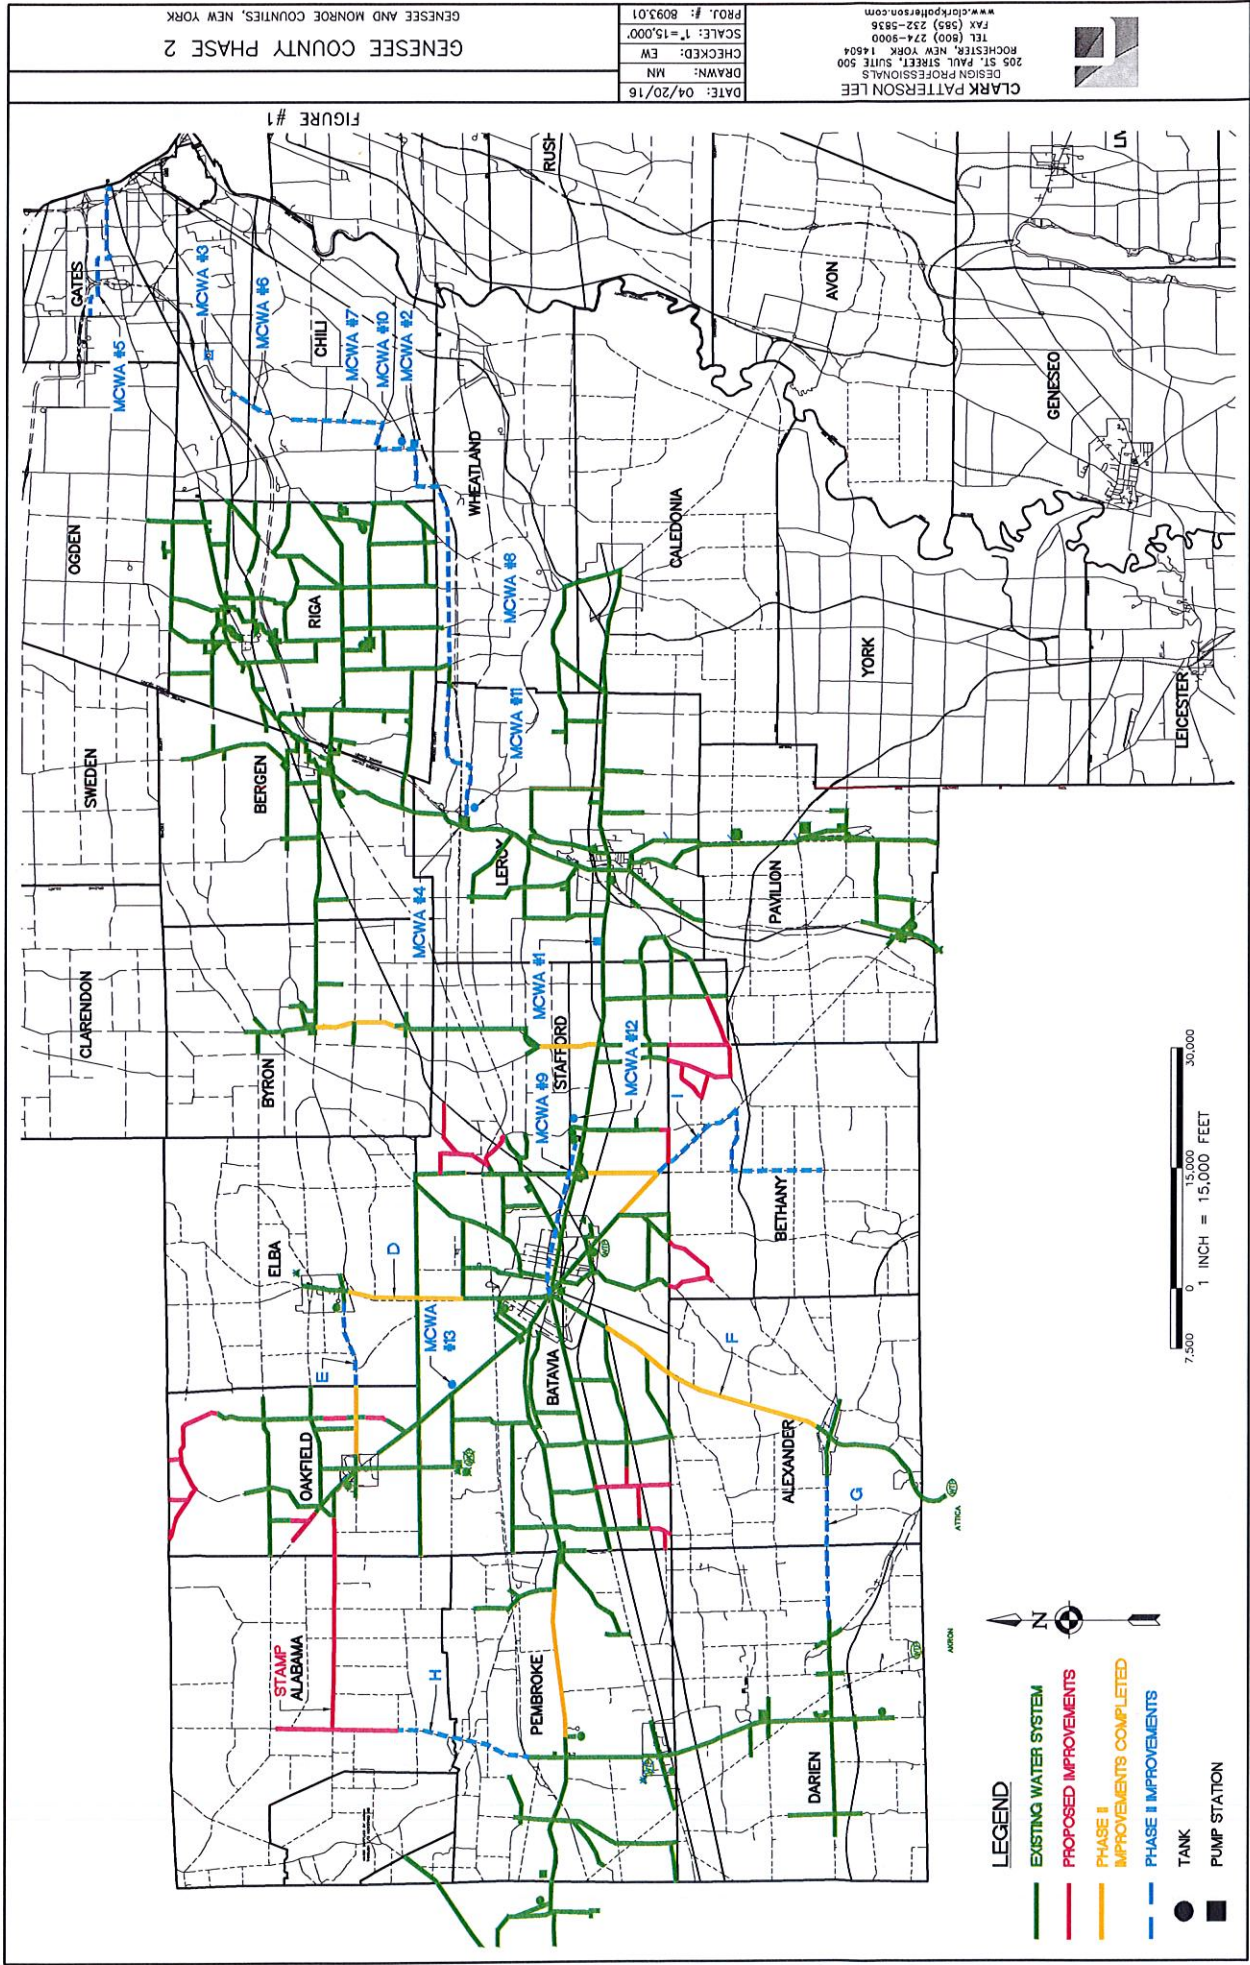 GENESEE COUNTY PHASE 2
GENESEE AND MONROE COUNTIES, NEW YORK
DATE: 04/20/16
DRAWN: MN
CHECKED: EW
SCALE: 1"=15,000'
PROJ. #: 8093.01
CLARK PATTERSON LEE
DESIGN PROFESSIONALS
205 ST. PAUL STREET, SUITE 500
ROCHESTER, NEW YORK 14604
TEL (800) 274-9000
FAX (585) 232-5836
www.clarkpatterson.com
FIGURE #1
CLARENDON
SWEDEN
OGDEN
GATES
MCWA #5
MCWA #3
MCWA #6
CHILI
MCWA #7
MCWA #10
MCWA #2
RIGA
BERGEN
BYRON
ELBA
OAKFIELD
STAMP
ALABAMA
H
E
D
MCWA
#13
MCWA #4
MCWA #8
MCWA #11
WHEATLAND
RUSH
LEROY
MCWA #1
STAFFORD
MCWA #9
MCWA #12
BATAVIA
PEMBROKE
CALEDONIA
AVON
I
F
PAVILION
BETHANY
ALEXANDER
G
DARIEN
YORK
GENESEO
LEICESTER
ATTICA
AKRON
LEGEND
EXISTING WATER SYSTEM
PROPOSED IMPROVEMENTS
PHASE II
IMPROVEMENTS COMPLETED
PHASE II IMPROVEMENTS
TANK
PUMP STATION
N
7,500 0 15,000 30,000
1 INCH = 15,000 FEET